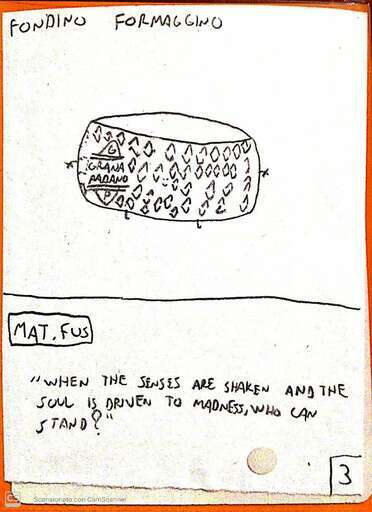 FONDINO FORMAGGINO
G
GRANA
PADANO
P
MAT. FUS
"WHEN THE SENSES ARE SHAKEN AND THE
SOUL IS DRIVEN TO MADNESS, WHO CAN
STAND?"
3
CS Scansionato con CamScanner